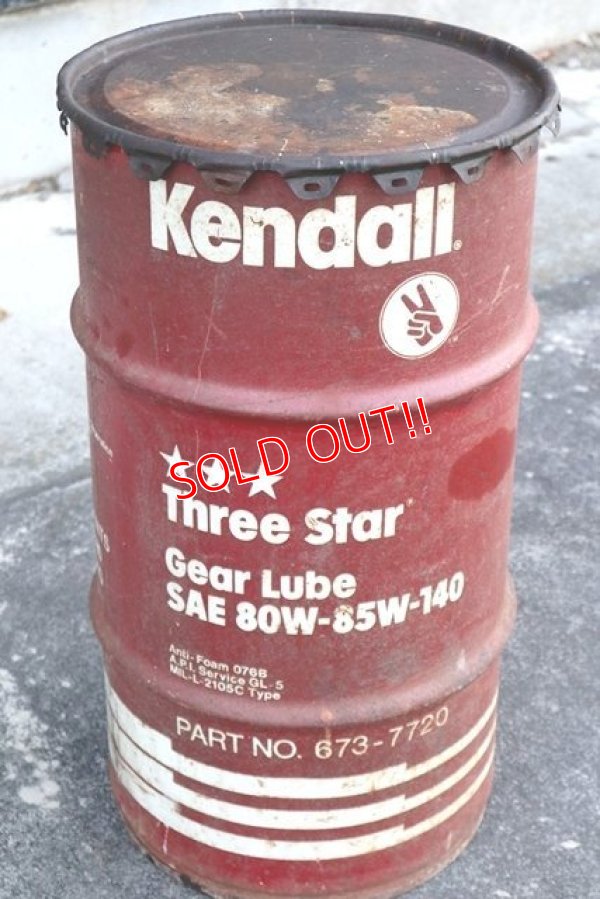 Kendall®
SOLD OUT!!
Three Star®
Gear Lube
SAE 80W-85W-140
Anti-Foam 076B
A.P.I. Service GL-5
MIL-L-2105C Type
PART NO. 673-7720